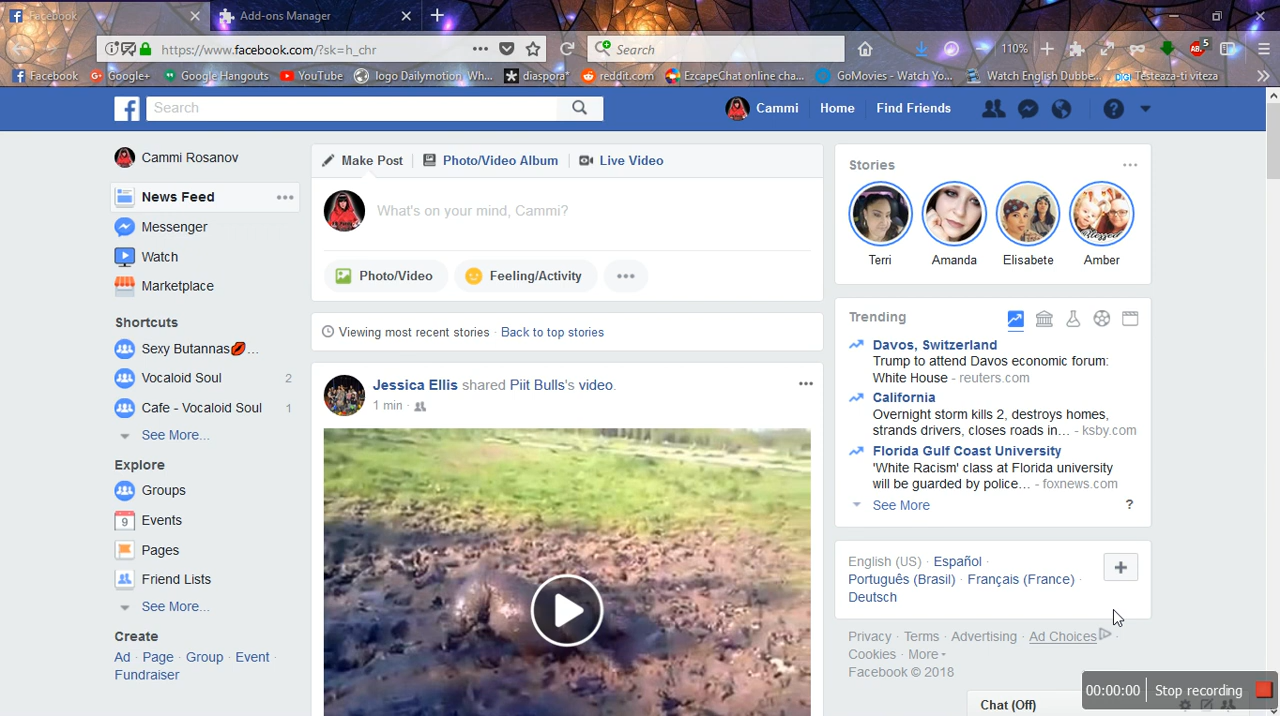 Facebook
Add-ons Manager
https://www.facebook.com/?sk=h_chr
Search
110%
5
Facebook
Google+
Google Hangouts
YouTube
logo Dailymotion. Wh...
diaspora*
reddit.com
EzcapeChat online cha...
GoMovies - Watch Yo...
Watch English Dubbe...
DIGI Testeaza-ti viteza
Search
Cammi
Home
Find Friends
Cammi Rosanov
News Feed
Messenger
Watch
Marketplace
Shortcuts
Sexy Butannas💋...
Vocaloid Soul 2
Cafe - Vocaloid Soul 1
See More...
Explore
Groups
9 Events
Pages
Friend Lists
See More...
Create
Ad · Page · Group · Event ·
Fundraiser
Make Post
Photo/Video Album
Live Video
What's on your mind, Cammi?
Photo/Video
Feeling/Activity
Viewing most recent stories · Back to top stories
Jessica Ellis shared Piit Bulls's video.
1 min ·
Stories
Terri
Amanda
Elisabete
Amber
Trending
Davos, Switzerland
Trump to attend Davos economic forum:
White House - reuters.com
California
Overnight storm kills 2, destroys homes,
strands drivers, closes roads in... - ksby.com
Florida Gulf Coast University
'White Racism' class at Florida university
will be guarded by police... - foxnews.com
See More
?
English (US) · Español ·
Português (Brasil) · Français (France) ·
Deutsch
Privacy · Terms · Advertising · Ad Choices ·
Cookies · More
Facebook © 2018
00:00:00
Stop recording
Chat (Off)